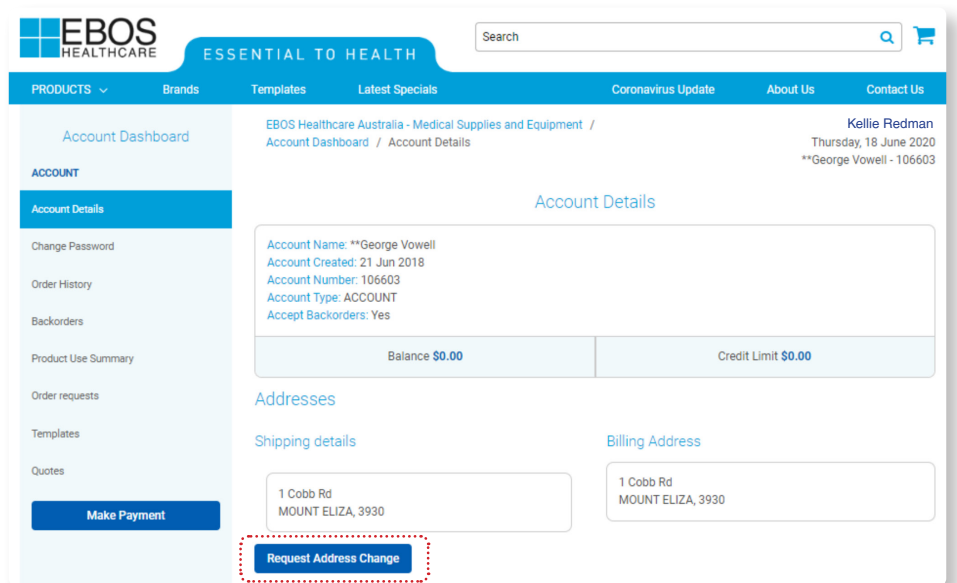 EBOS
HEALTHCARE
ESSENTIAL TO HEALTH
Search
PRODUCTS
Brands
Templates
Latest Specials
Coronavirus Update
About Us
Contact Us
Account Dashboard
ACCOUNT
Account Details
Change Password
Order History
Backorders
Product Use Summary
Order requests
Templates
Quotes
Make Payment
EBOS Healthcare Australia - Medical Supplies and Equipment /
Account Dashboard / Account Details
Kellie Redman
Thursday, 18 June 2020
**George Vowell - 106603
Account Details
Account Name: **George Vowell
Account Created: 21 Jun 2018
Account Number: 106603
Account Type: ACCOUNT
Accept Backorders: Yes
Balance $0.00
Credit Limit $0.00
Addresses
Shipping details
1 Cobb Rd
MOUNT ELIZA, 3930
Billing Address
1 Cobb Rd
MOUNT ELIZA, 3930
Request Address Change